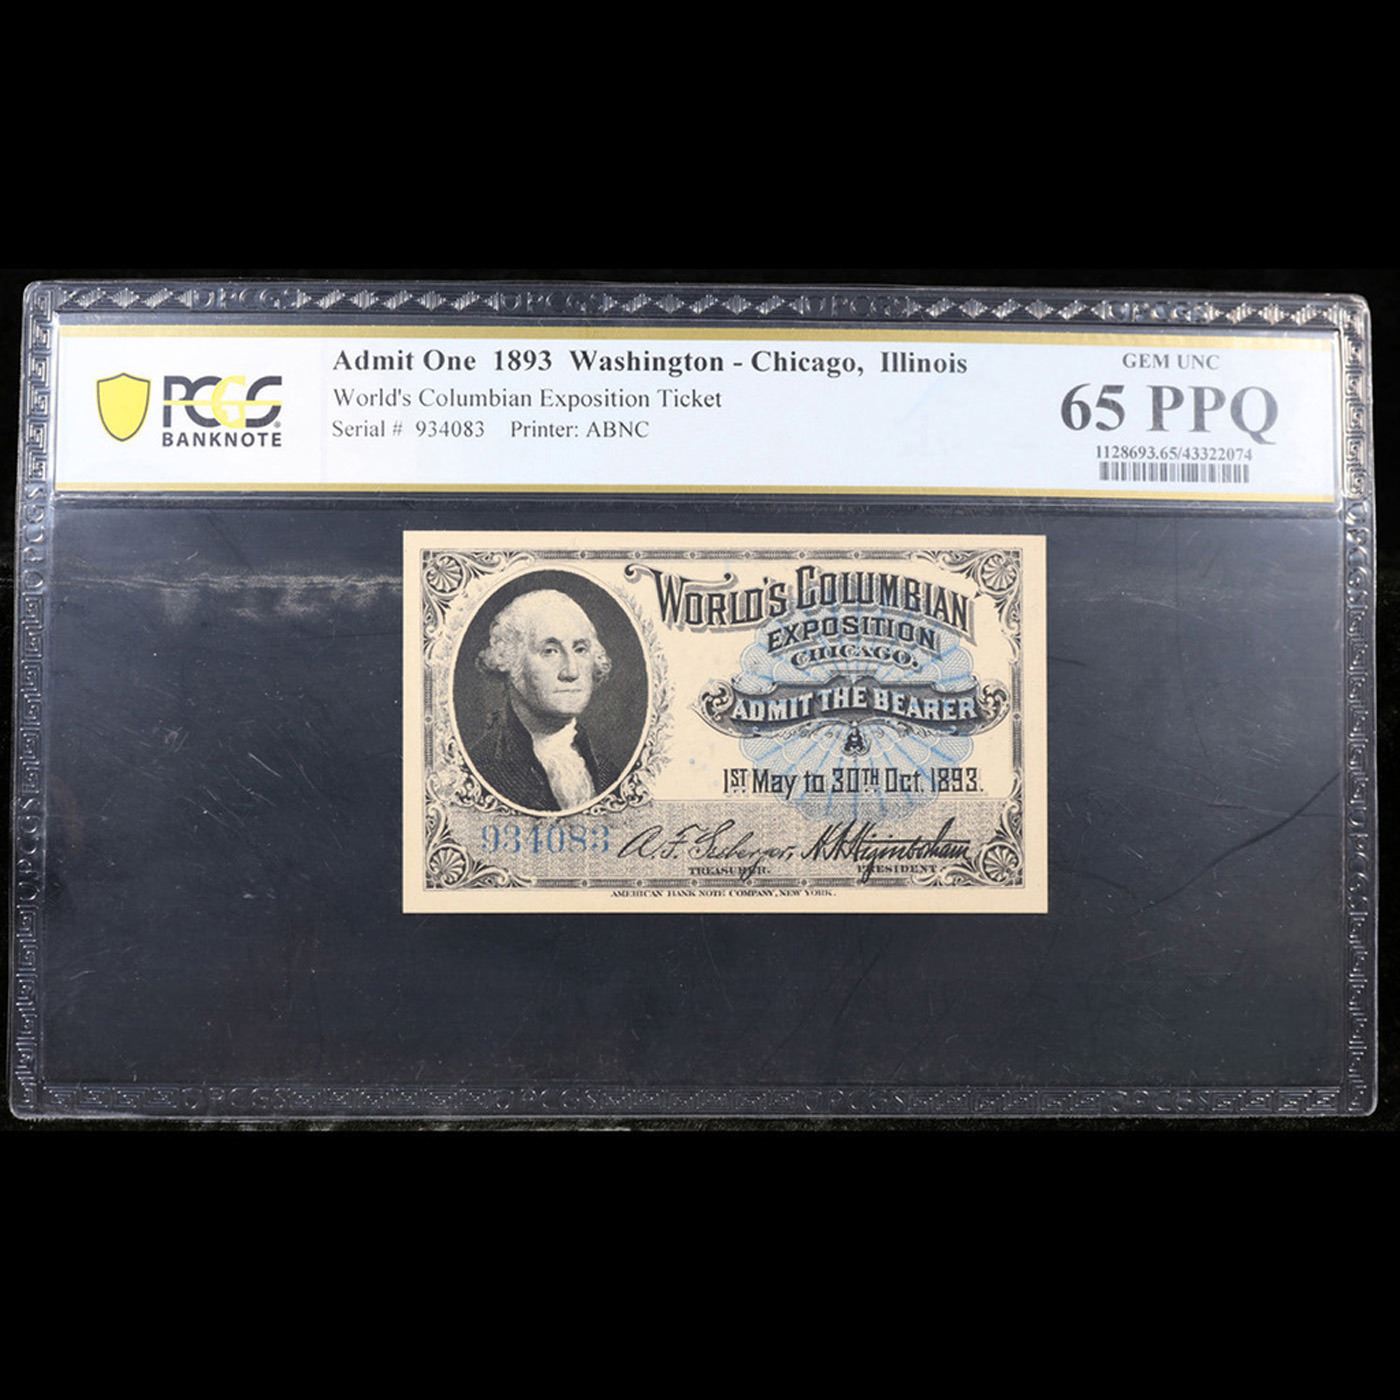 PCGS
BANKNOTE
Admit One 1893 Washington - Chicago, Illinois
World's Columbian Exposition Ticket
Serial # 934083 Printer: ABNC
GEM UNC
65 PPQ
1128693.65/43322074
WORLD'S COLUMBIAN
EXPOSITION
CHICAGO.
ADMIT THE BEARER
1ST May to 30TH Oct. 1893.
934083
A.F. Seeberger, H.N. Higinbotham
TREASURER. PRESIDENT.
AMERICAN BANK NOTE COMPANY, NEW YORK.